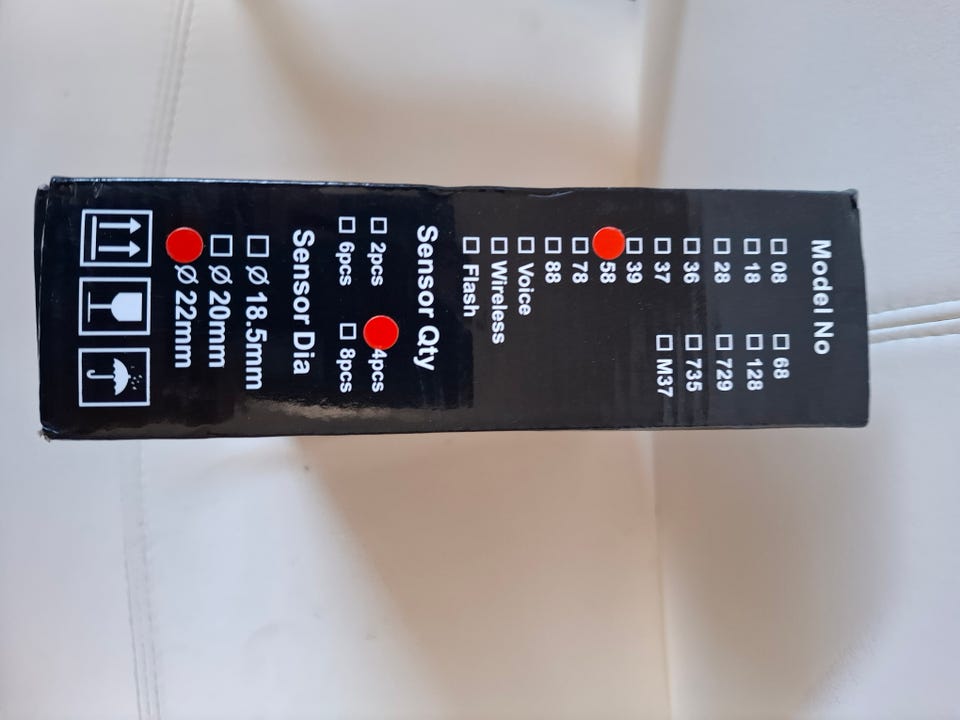 Model No
08 68
18 128
28 729
36 735
37 M37
39
58
78
88
Voice
Wireless
Flash
Sensor Qty
2pcs 4pcs
6pcs 8pcs
Sensor Dia
Ø 18.5mm
Ø 20mm
Ø 22mm